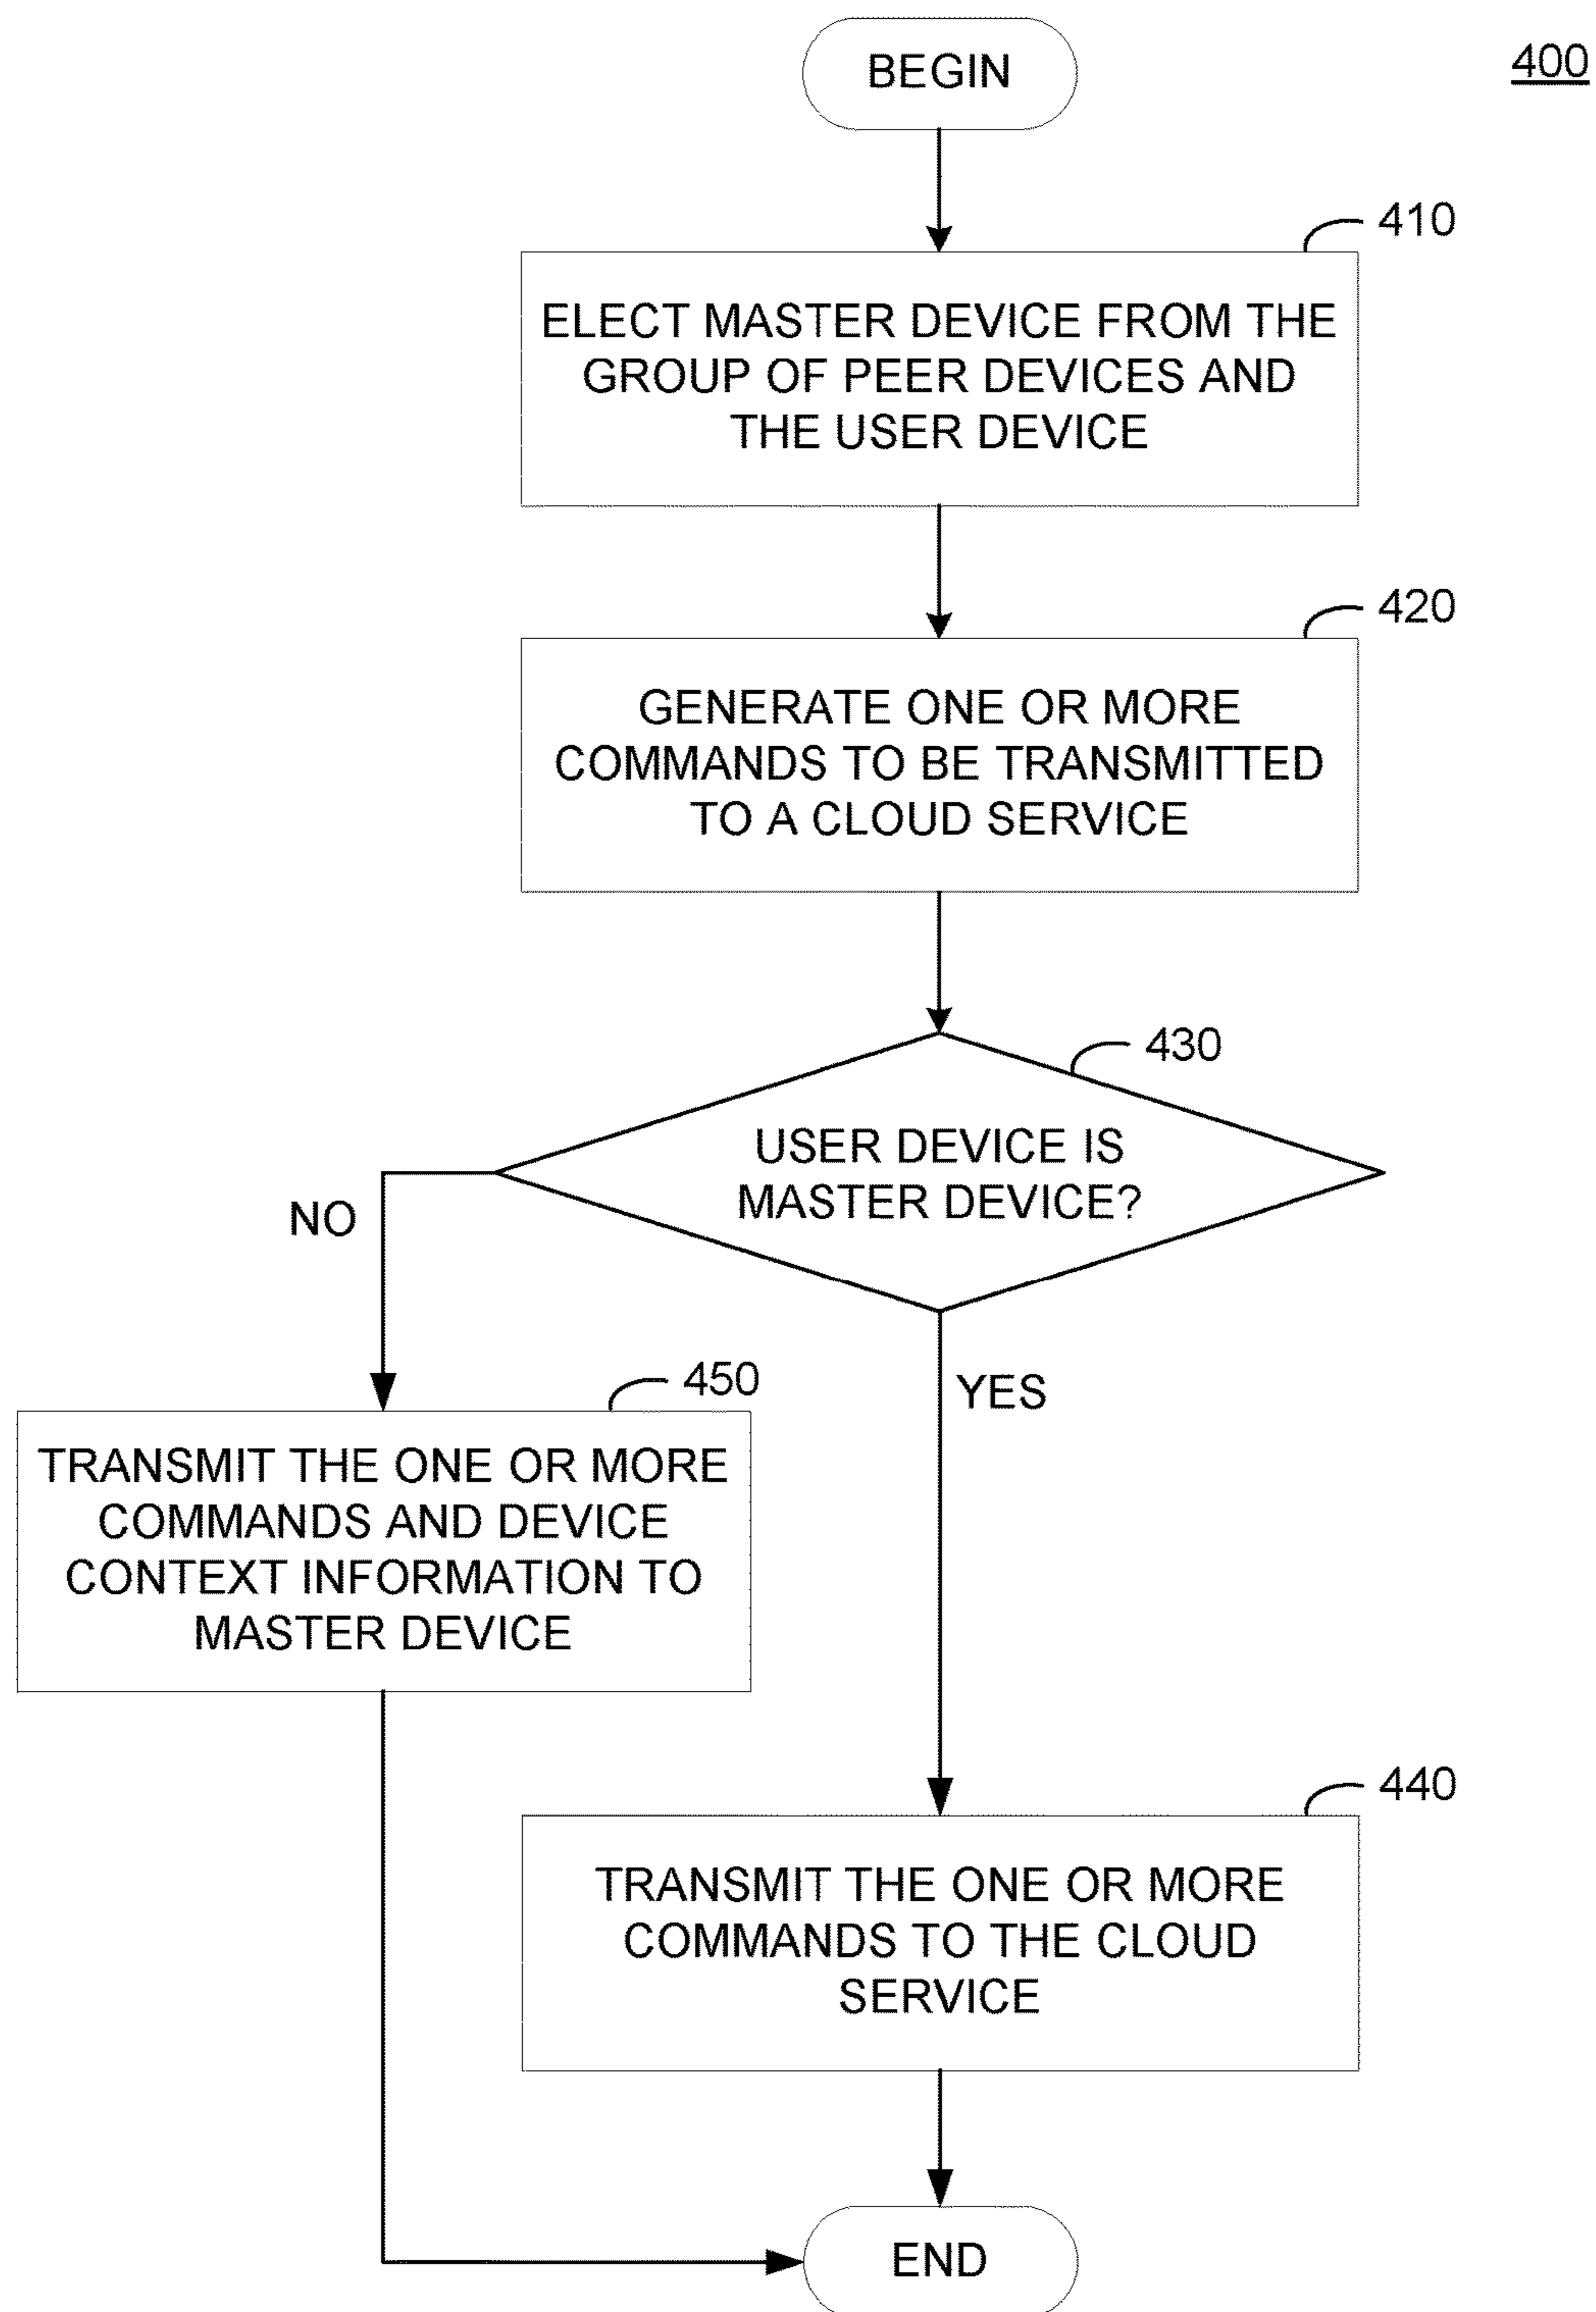 BEGIN
400
410
ELECT MASTER DEVICE FROM THE
GROUP OF PEER DEVICES AND
THE USER DEVICE
420
GENERATE ONE OR MORE
COMMANDS TO BE TRANSMITTED
TO A CLOUD SERVICE
430
USER DEVICE IS
MASTER DEVICE?
NO
YES
450
TRANSMIT THE ONE OR MORE
COMMANDS AND DEVICE
CONTEXT INFORMATION TO
MASTER DEVICE
440
TRANSMIT THE ONE OR MORE
COMMANDS TO THE CLOUD
SERVICE
END